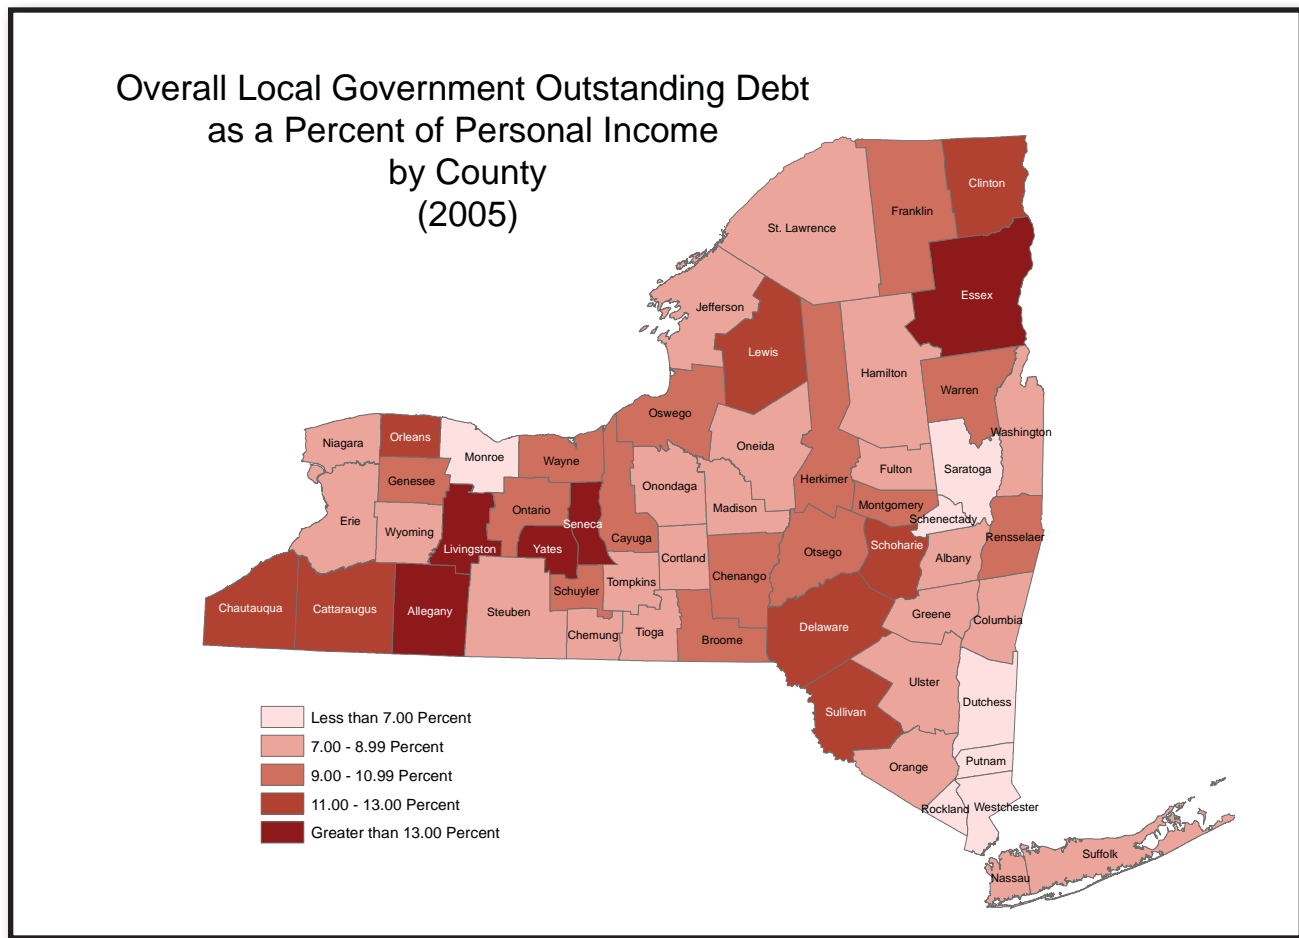 Overall Local Government Outstanding Debt
as a Percent of Personal Income
by County
(2005)
Clinton
Franklin
St. Lawrence
Essex
Jefferson
Lewis
Hamilton
Warren
Oswego
Washington
Niagara
Orleans
Monroe
Wayne
Oneida
Saratoga
Fulton
Herkimer
Genesee
Onondaga
Madison
Montgomery
Ontario
Schenectady
Erie
Wyoming
Seneca
Cayuga
Rensselaer
Livingston
Yates
Otsego
Schoharie
Albany
Cortland
Chenango
Tompkins
Schuyler
Chautauqua
Cattaraugus
Allegany
Steuben
Greene
Columbia
Chemung
Tioga
Broome
Delaware
Ulster
Dutchess
Sullivan
Less than 7.00 Percent
7.00 - 8.99 Percent
9.00 - 10.99 Percent
11.00 - 13.00 Percent
Greater than 13.00 Percent
Putnam
Orange
Rockland
Westchester
Suffolk
Nassau